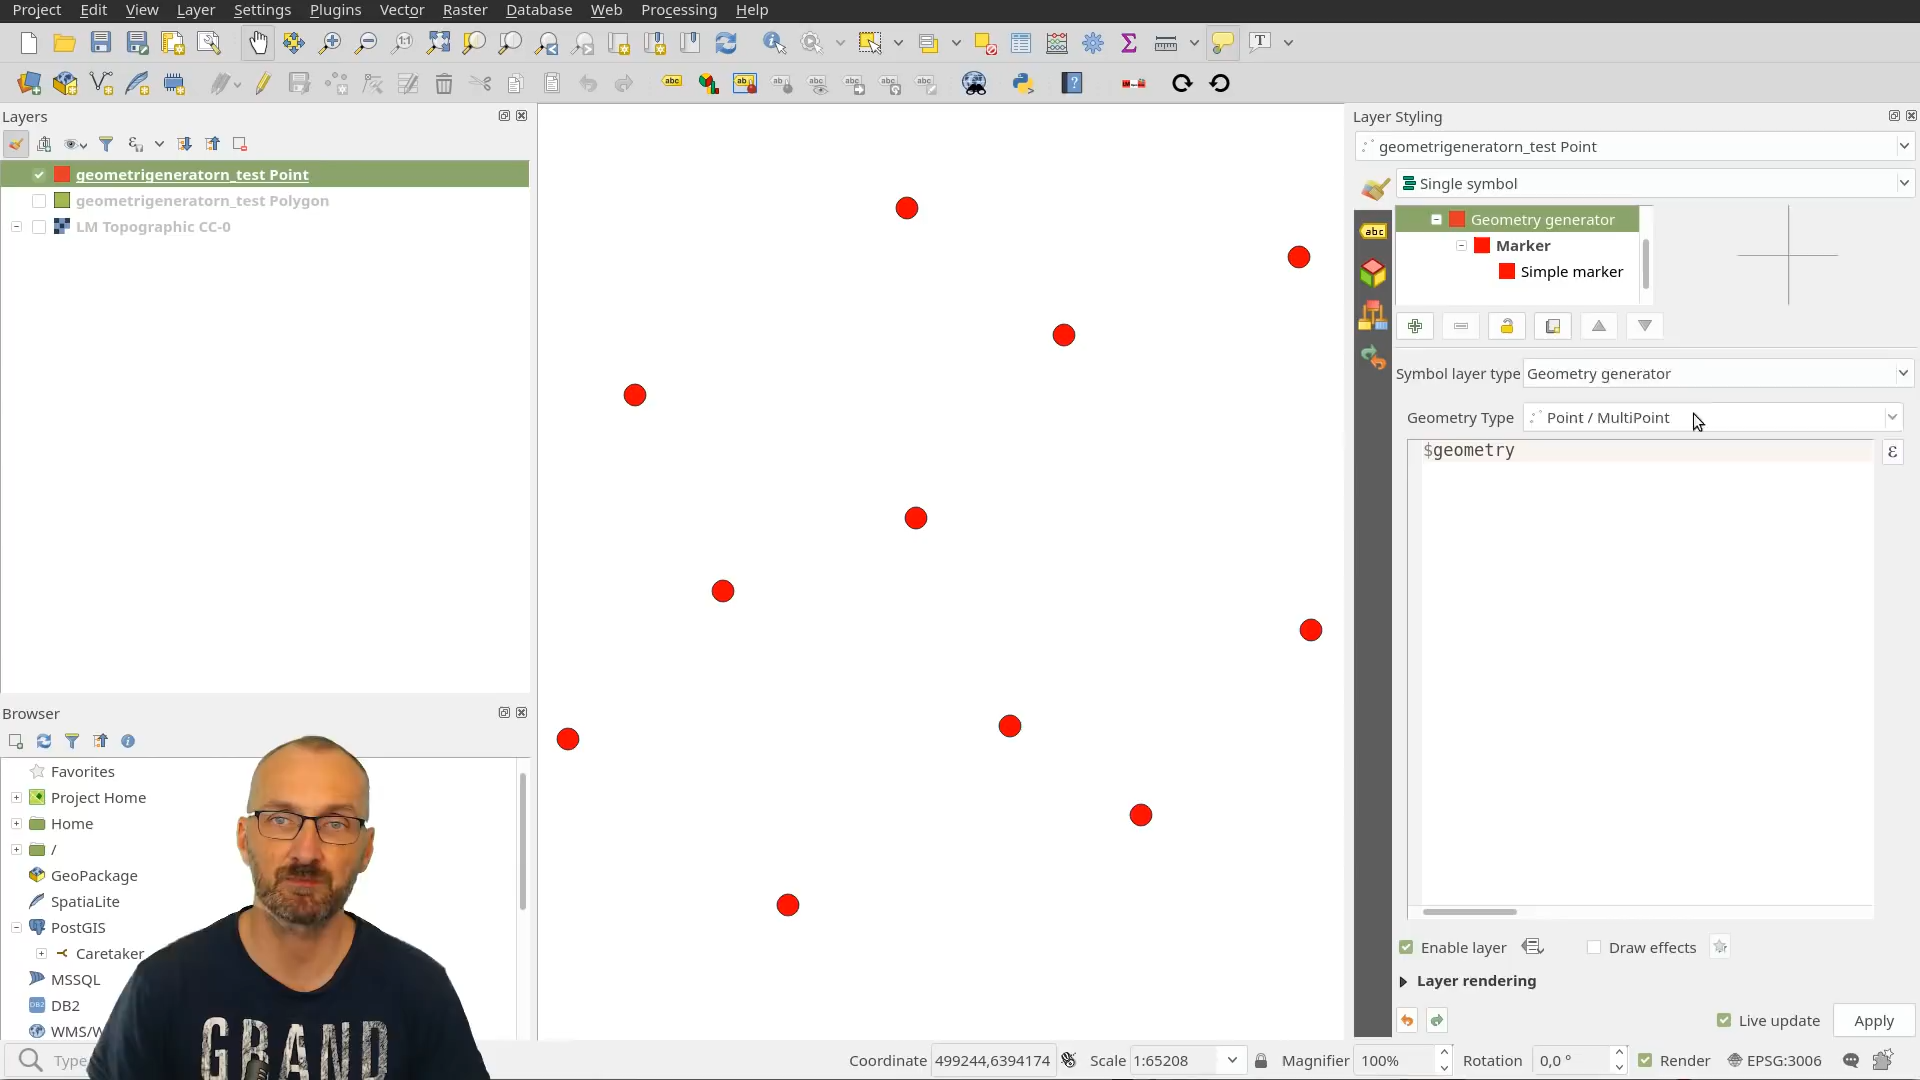 Project Edit View Layer Settings Plugins Vector Raster Database Web Processing Help
Layers
geometrigeneratorn_test Point
geometrigeneratorn_test Polygon
LM Topographic CC-0
Browser
Favorites
Project Home
Home
/
GeoPackage
SpatiaLite
PostGIS
Caretaker
MSSQL
DB2
WMS/W
Type
GRAND
Layer Styling
geometrigeneratorn_test Point
Single symbol
Geometry generator
Marker
Simple marker
Symbol layer type Geometry generator
Geometry Type Point / MultiPoint
$geometry
ε
Enable layer Draw effects
Layer rendering
Live update Apply
Coordinate 499244,6394174 Scale 1:65208 Magnifier 100% Rotation 0,0 ° Render EPSG:3006